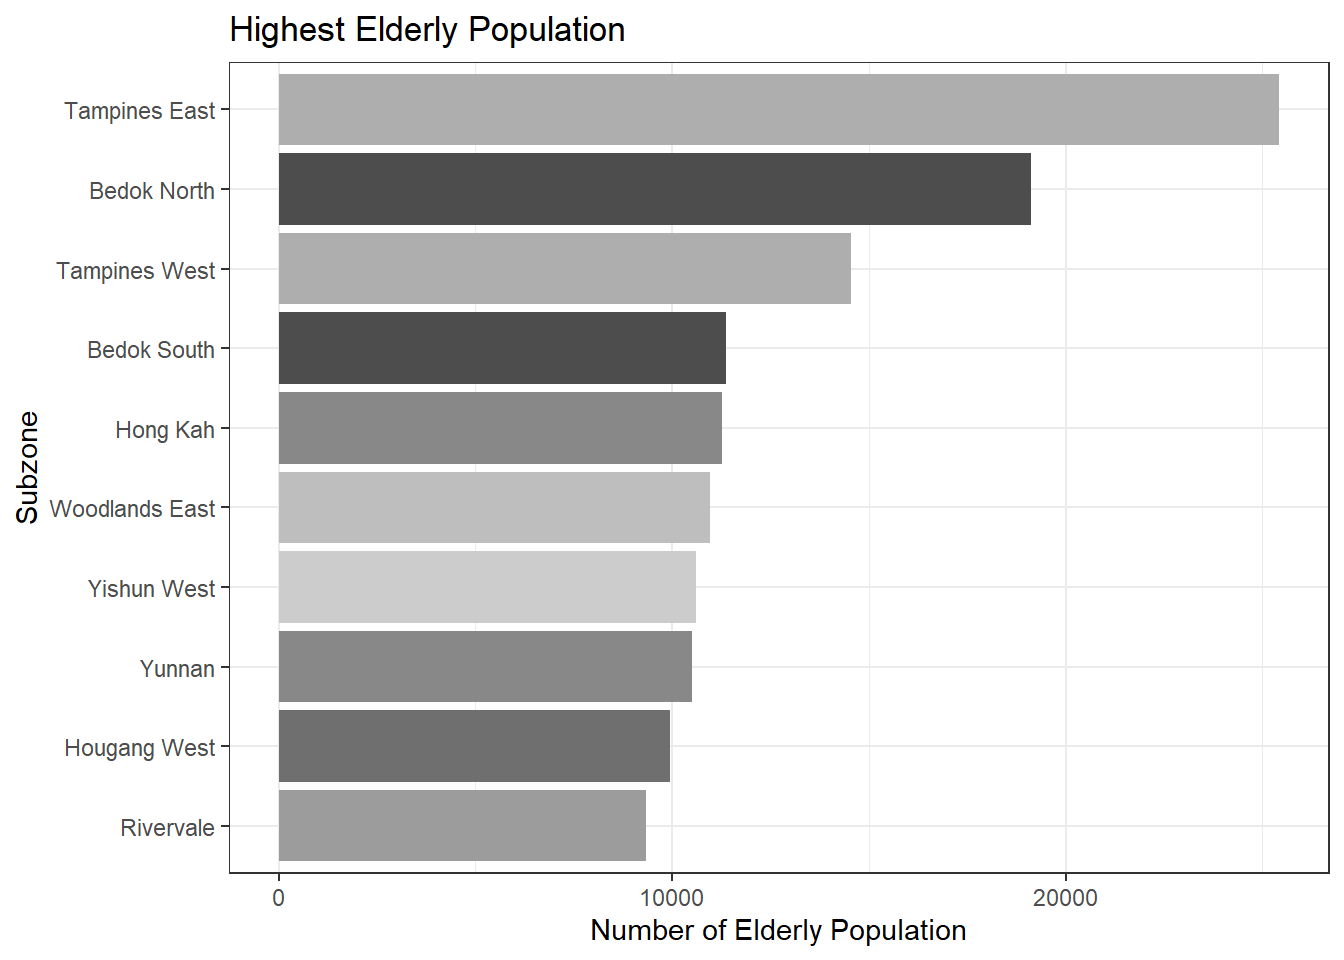 Highest Elderly Population
Subzone
Tampines East
Bedok North
Tampines West
Bedok South
Hong Kah
Woodlands East
Yishun West
Yunnan
Hougang West
Rivervale
0 10000 20000
Number of Elderly Population